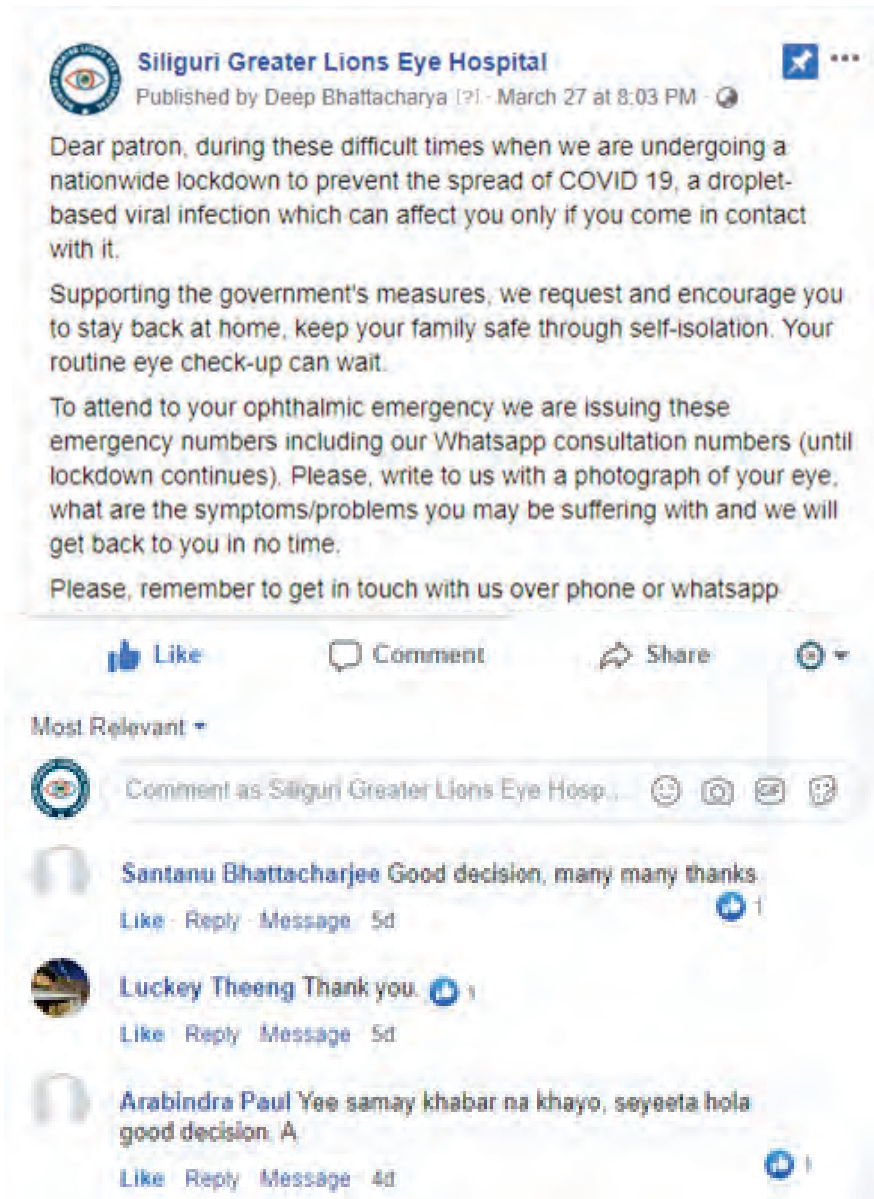 Siliguri Greater Lions Eye Hospital
Published by Deep Bhattacharya [?] · March 27 at 8:03 PM ·
Dear patron, during these difficult times when we are undergoing a
nationwide lockdown to prevent the spread of COVID 19, a droplet-
based viral infection which can affect you only if you come in contact
with it.
Supporting the government's measures, we request and encourage you
to stay back at home, keep your family safe through self-isolation. Your
routine eye check-up can wait.
To attend to your ophthalmic emergency we are issuing these
emergency numbers including our Whatsapp consultation numbers (until
lockdown continues). Please, write to us with a photograph of your eye,
what are the symptoms/problems you may be suffering with and we will
get back to you in no time.
Please, remember to get in touch with us over phone or whatsapp
Like Comment Share
Most Relevant
Comment as Siliguri Greater Lions Eye Hosp... GIF
Santanu Bhattacharjee Good decision, many many thanks
1
Like · Reply · Message · 5d
Luckey Theeng Thank you. 1
Like · Reply · Message · 5d
Arabindra Paul Yee samay khabar na khayo, seyeeta hola
good decision. A
1
Like · Reply · Message · 4d